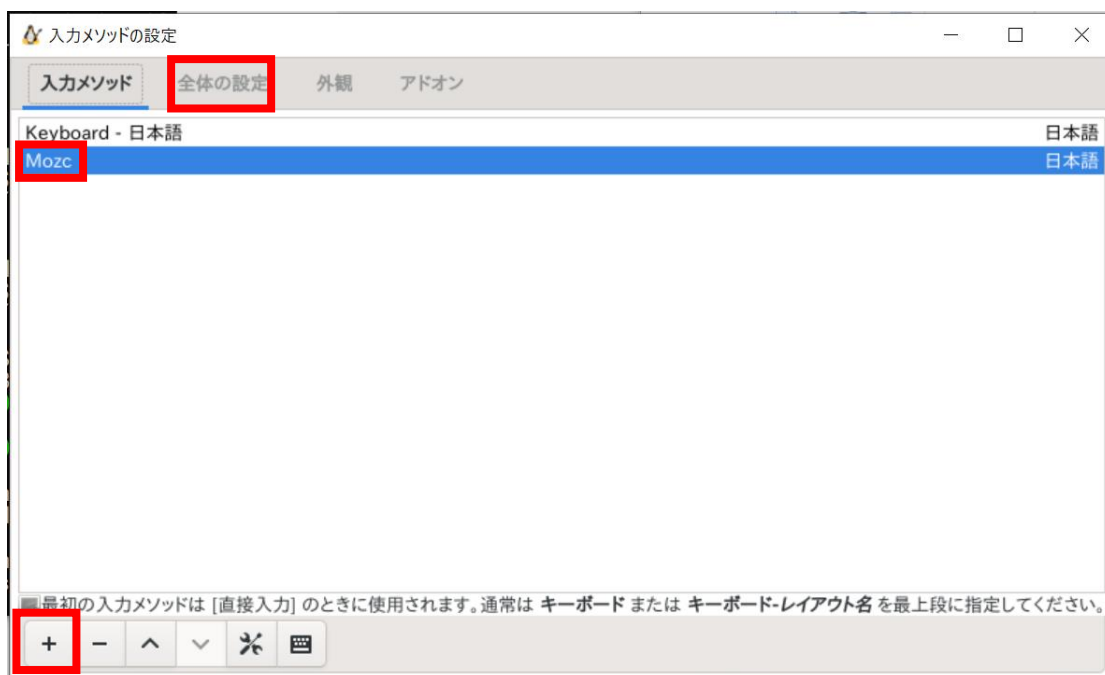 入力メソッドの設定
入力メソッド 全体の設定 外観 アドオン
Keyboard - 日本語 日本語
Mozc 日本語
最初の入力メソッドは [直接入力] のときに使用されます。通常は キーボード または キーボード-レイアウト名 を最上段に指定してください。